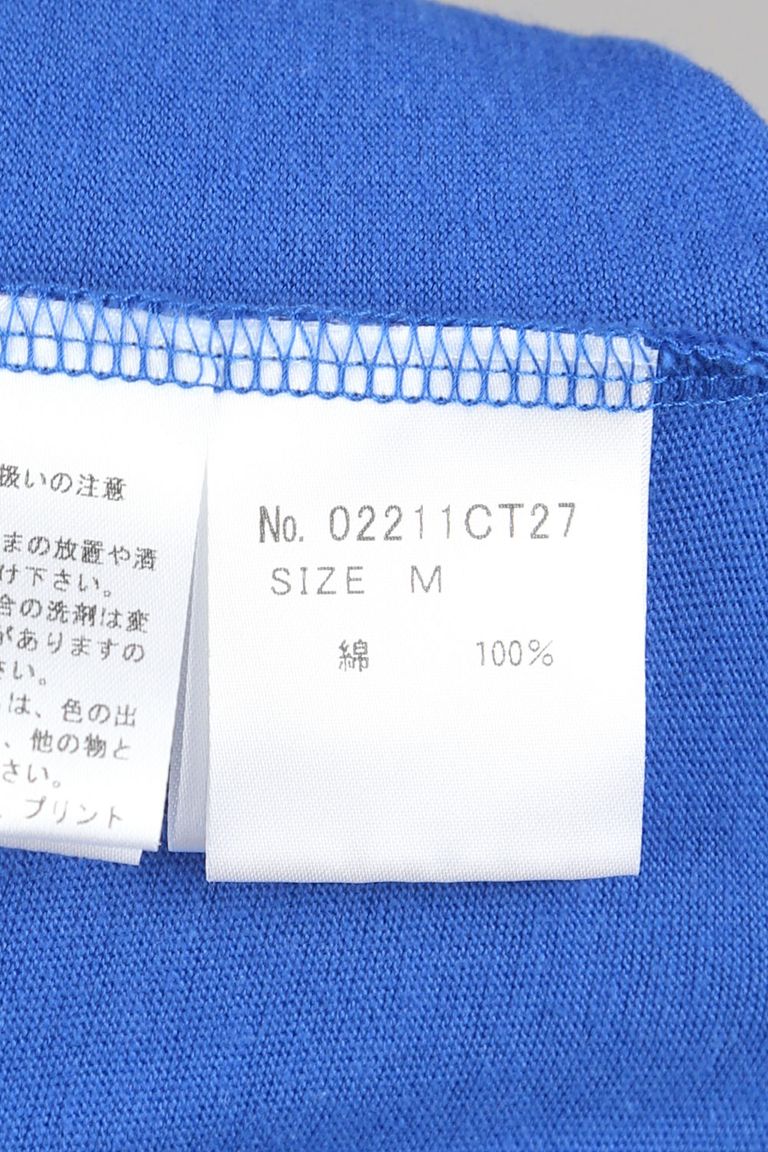 扱いの注意
まの放置や濡
け下さい。
合の洗剤は変
がありますの
さい。
は、色の出
、他の物と
さい。
プリント
No. 02211CT27
SIZE M
綿 100%